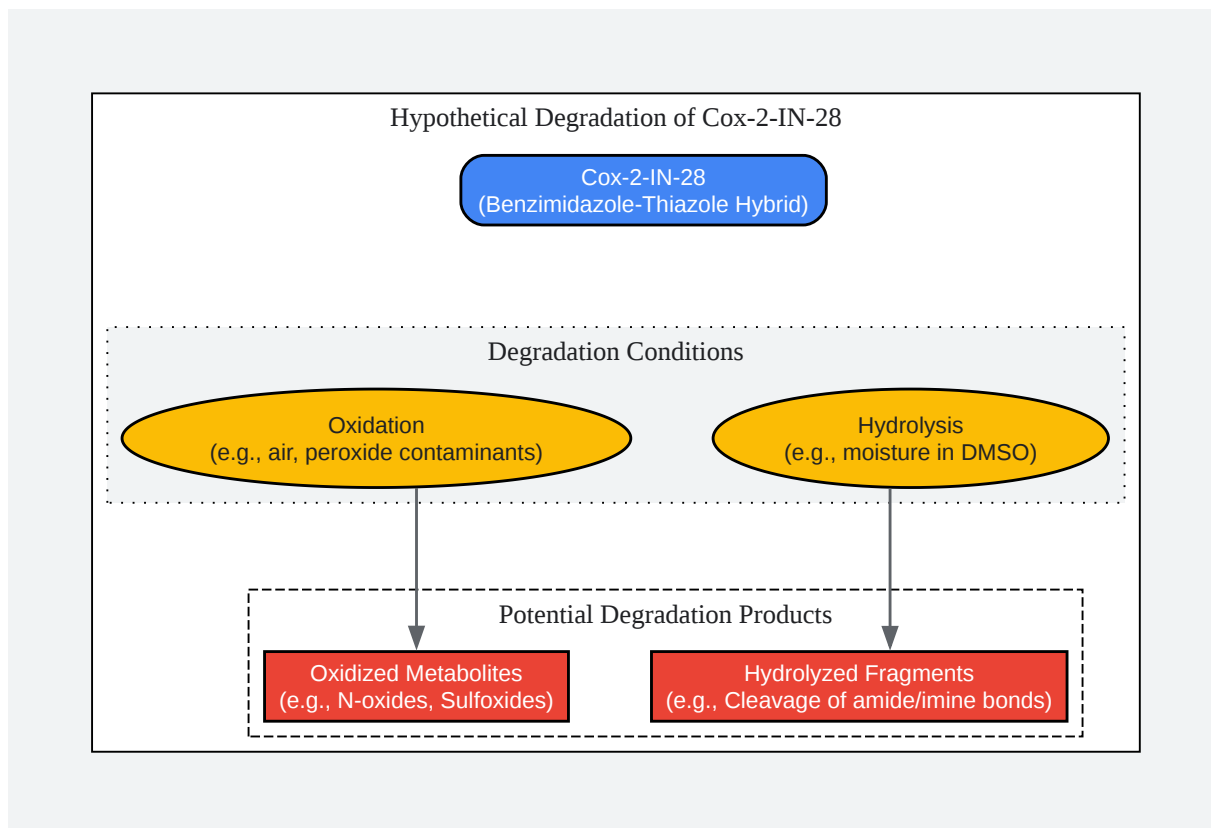 Hypothetical Degradation of Cox-2-IN-28
Cox-2-IN-28
(Benzimidazole-Thiazole Hybrid)
Degradation Conditions
Oxidation
(e.g., air, peroxide contaminants)
Hydrolysis
(e.g., moisture in DMSO)
Potential Degradation Products
Oxidized Metabolites
(e.g., N-oxides, Sulfoxides)
Hydrolyzed Fragments
(e.g., Cleavage of amide/imine bonds)